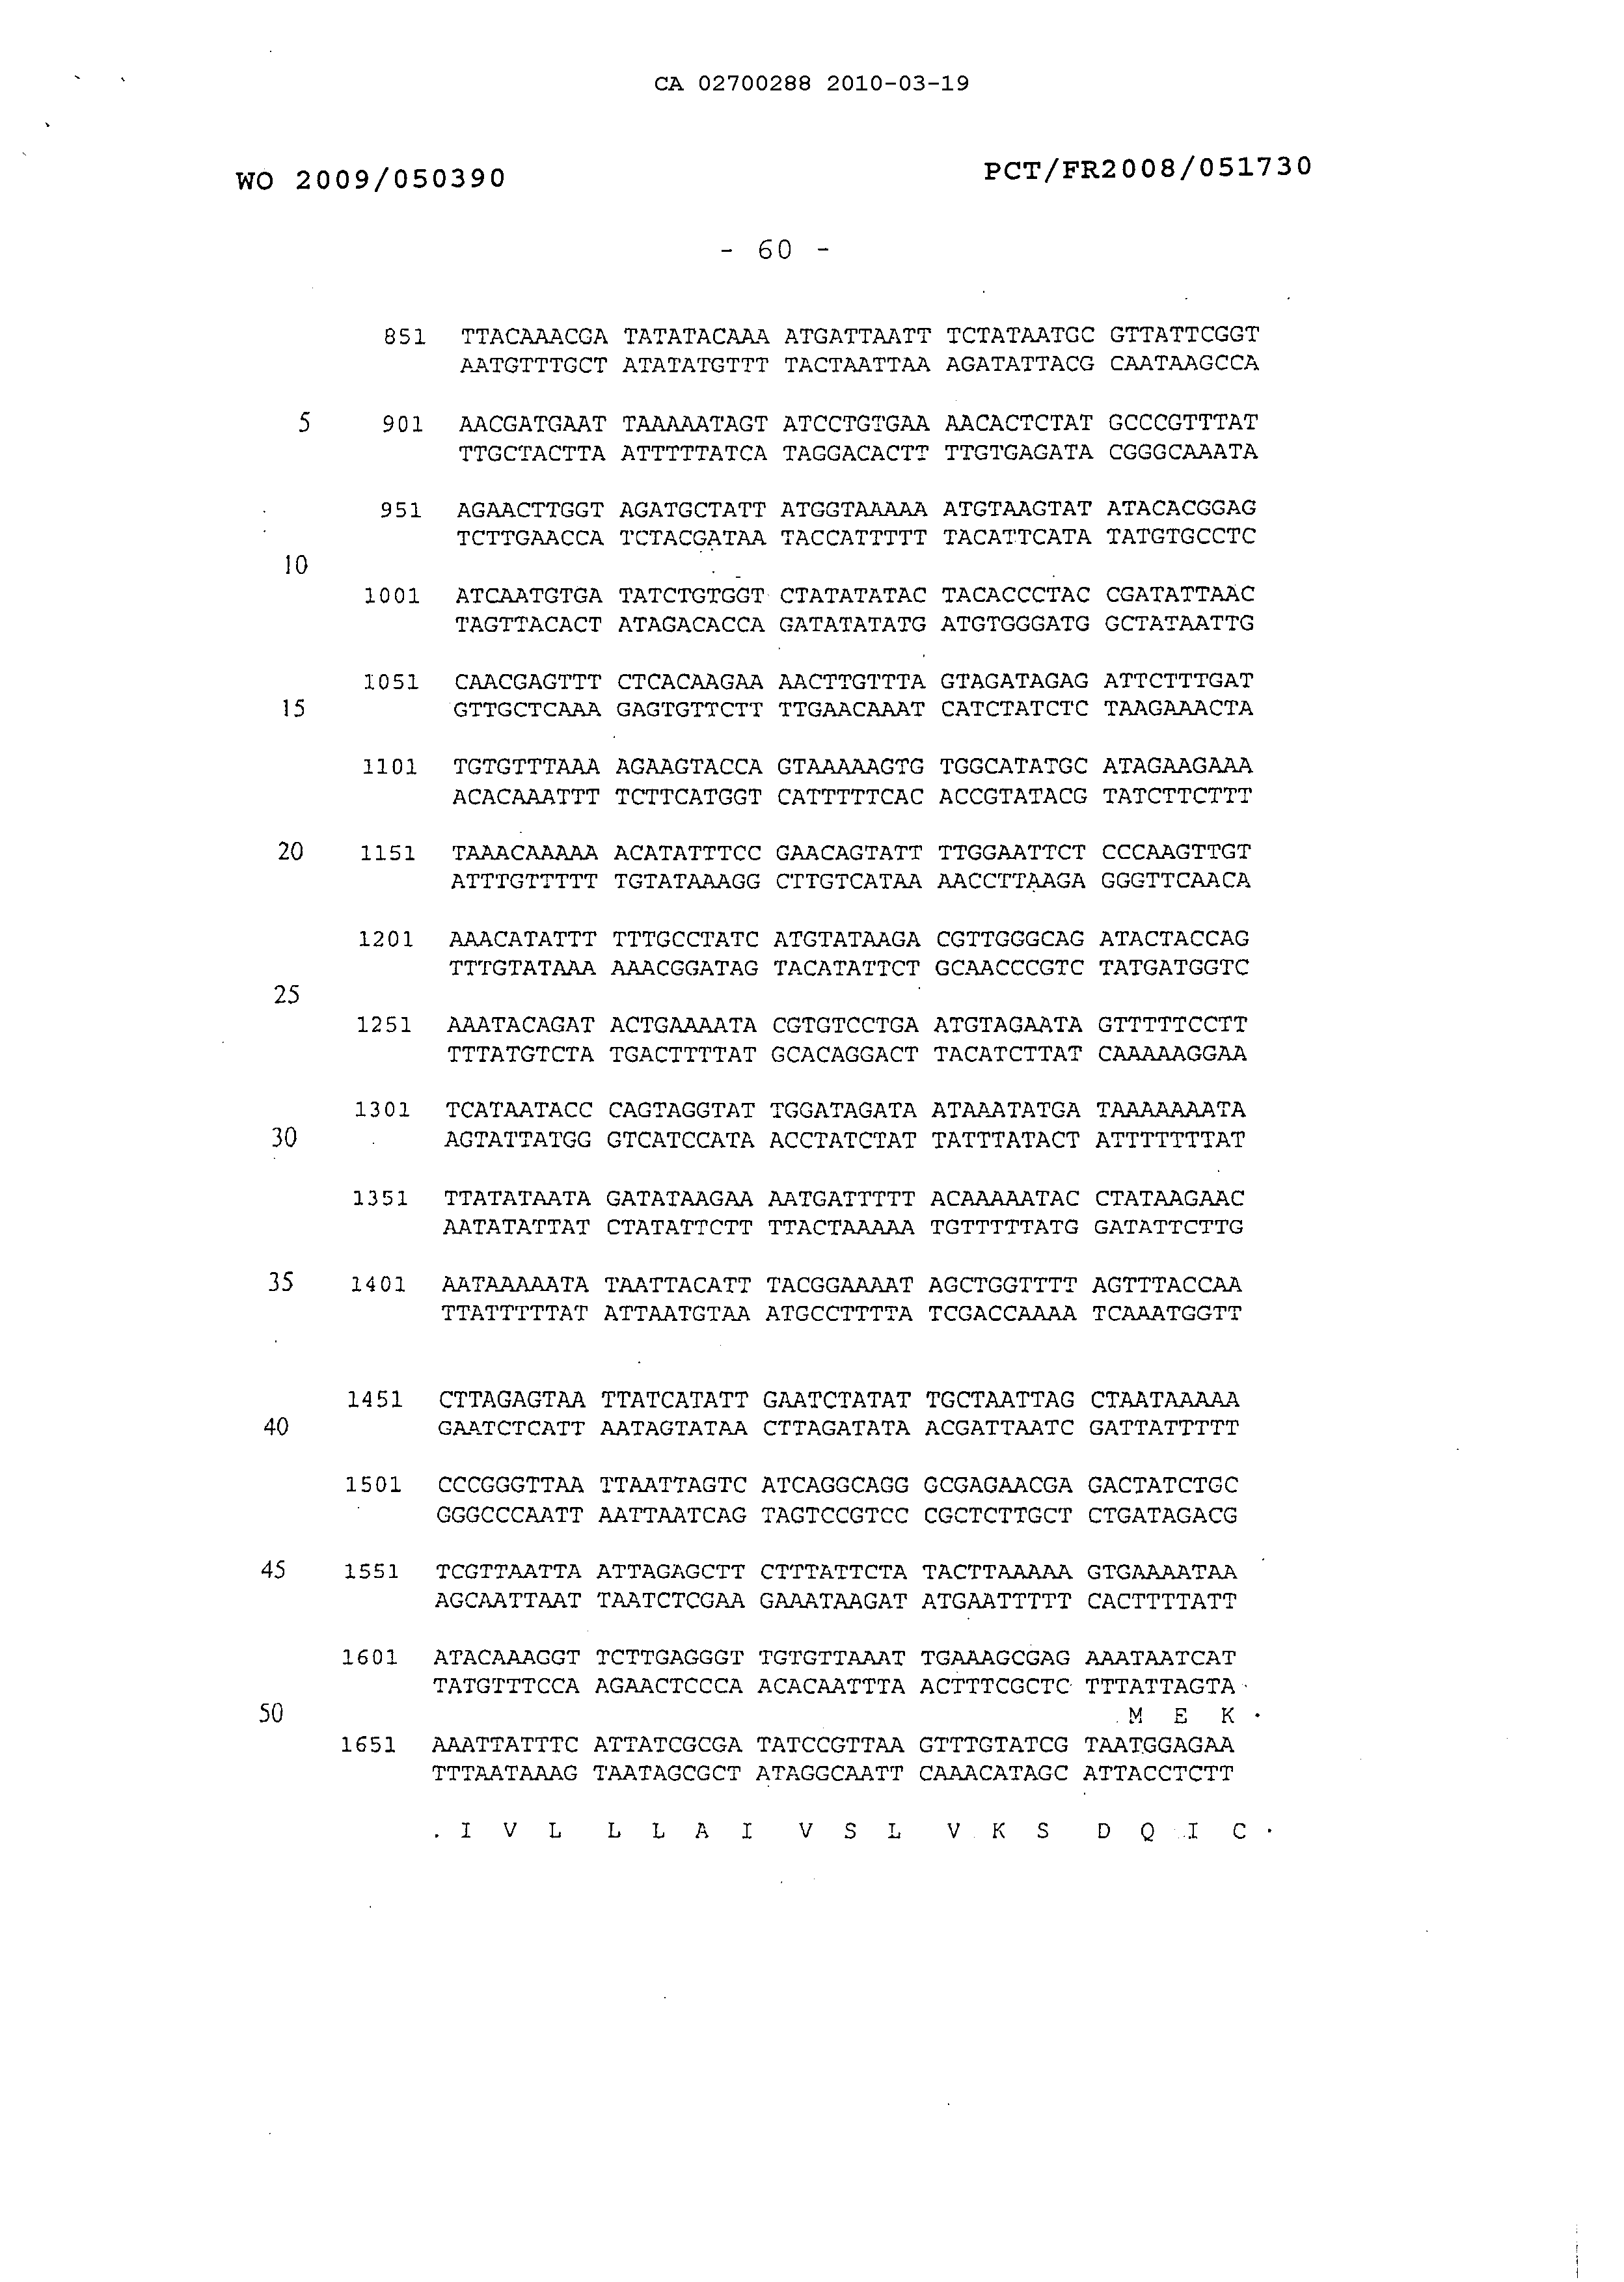 CA 02700288 2010-03-19
WO 2009/050390 PCT/FR2008/051730
- 60 -
851 TTACAAACGA TATATACAAA ATGATTAATT TCTATAATGC GTTATTCGGT
AATGTTTGCT ATATATGTTT TACTAATTAA AGATATTACG CAATAAGCCA
5 901 AACGATGAAT TAAAAATAGT ATCCTGTGAA AACACTCTAT GCCCGTTTAT
TTGCTACTTA ATTTTTATCA TAGGACACTT TTGTGAGATA CGGGCAAATA
951 AGAACTTGGT AGATGCTATT ATGGTAAAAA ATGTAAGTAT ATACACGGAG
TCTTGAACCA TCTACGATAA TACCATTTTT TACATTCATA TATGTGCCTC
10
1001 ATCAATGTGA TATCTGTGGT CTATATATAC TACACCCTAC CGATATTAAC
TAGTTACACT ATAGACACCA GATATATATG ATGTGGGATG GCTATAATTG
1051 CAACGAGTTT CTCACAAGAA AACTTGTTTA GTAGATAGAG ATTCTTTGAT
15 GTTGCTCAAA GAGTGTTCTT TTGAACAAAT CATCTATCTC TAAGAAACTA
1101 TGTGTTTAAA AGAAGTACCA GTAAAAAGTG TGGCATATGC ATAGAAGAAA
ACACAAATTT TCTTCATGGT CATTTTTCAC ACCGTATACG TATCTTCTTT
20 1151 TAAACAAAAA ACATATTTCC GAACAGTATT TTGGAATTCT CCCAAGTTGT
ATTTGTTTTT TGTATAAAGG CTTGTCATAA AACCTTAAGA GGGTTCAACA
1201 AAACATATTT TTTGCCTATC ATGTATAAGA CGTTGGGCAG ATACTACCAG
TTTGTATAAA AAACGGATAG TACATATTCT GCAACCCGTC TATGATGGTC
25
1251 AAATACAGAT ACTGAAAATA CGTGTCCTGA ATGTAGAATA GTTTTTCCTT
TTTATGTCTA TGACTTTTAT GCACAGGACT TACATCTTAT CAAAAAGGAA
1301 TCATAATACC CAGTAGGTAT TGGATAGATA ATAAATATGA TAAAAAAATA
30 AGTATTATGG GTCATCCATA ACCTATCTAT TATTTATACT ATTTTTTTAT
1351 TTATATAATA GATATAAGAA AATGATTTTT ACAAAAATAC CTATAAGAAC
AATATATTAT CTATATTCTT TTACTAAAAA TGTTTTTATG GATATTCTTG
35 1401 AATAAAAATA TAATTACATT TACGGAAAAT AGCTGGTTTT AGTTTACCAA
TTATTTTTAT ATTAATGTAA ATGCCTTTTA TCGACCAAAA TCAAATGGTT
1451 CTTAGAGTAA TTATCATATT GAATCTATAT TGCTAATTAG CTAATAAAAA
40 GAATCTCATT AATAGTATAA CTTAGATATA ACGATTAATC GATTATTTTT
1501 CCCGGGTTAA TTAATTAGTC ATCAGGCAGG GCGAGAACGA GACTATCTGC
GGGCCCAATT AATTAATCAG TAGTCCGTCC CGCTCTTGCT CTGATAGACG
45 1551 TCGTTAATTA ATTAGAGCTT CTTTATTCTA TACTTAAAAA GTGAAAATAA
AGCAATTAAT TAATCTCGAA GAAATAAGAT ATGAATTTTT CACTTTTATT
1601 ATACAAAGGT TCTTGAGGGT TGTGTTAAAT TGAAAGCGAG AAATAATCAT
TATGTTTCCA AGAACTCCCA ACACAATTTA ACTTTCGCTC TTTATTAGTA
50 M E K ·
1651 AAATTATTTC ATTATCGCGA TATCCGTTAA GTTTGTATCG TAATGGAGAA
TTTAATAAAG TAATAGCGCT ATAGGCAATT CAAACATAGC ATTACCTCTT
. I V L L L A I V S L V K S D Q I C ·